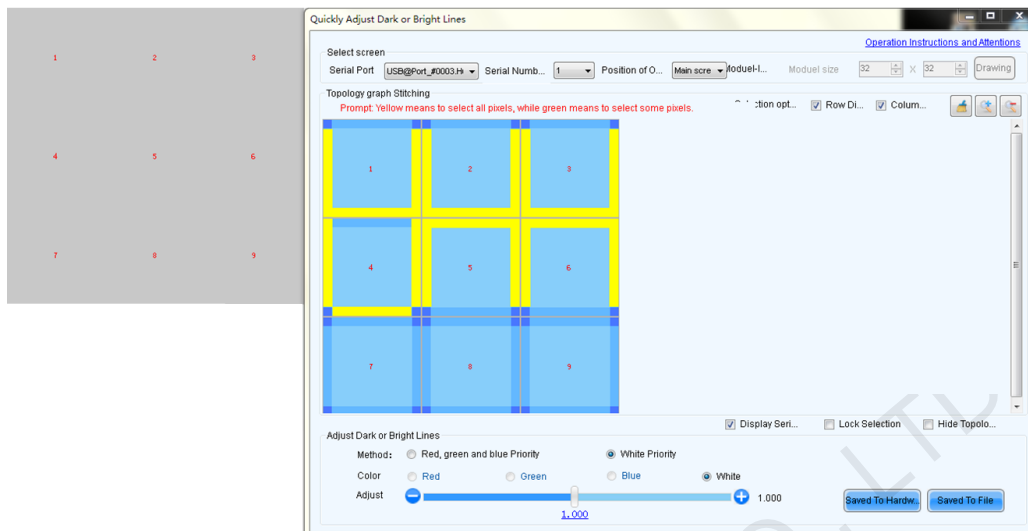 Quickly Adjust Dark or Bright Lines
Operation Instructions and Attentions
Select screen
Serial Port USB@Port_#0003.H Serial Numb... 1 Position of O... Main scre Moduel-I... Moduel size 32 X 32 Drawing
Topology graph Stitching
Prompt: Yellow means to select all pixels, while green means to select some pixels.
ction opt... Row Di... Colum...
1 2 3
4 5 6
7 8 9
1 2 3
4 5 6
7 8 9
Display Seri... Lock Selection Hide Topolo...
Adjust Dark or Bright Lines
Method: Red, green and blue Priority White Priority
Color Red Green Blue White
Adjust 1.000
1.000
Saved To Hardw.. Saved To File
LTD